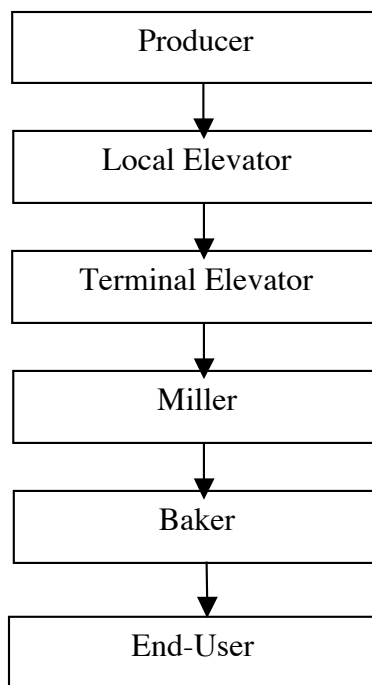 Producer
Local Elevator
Terminal Elevator
Miller
Baker
End-User